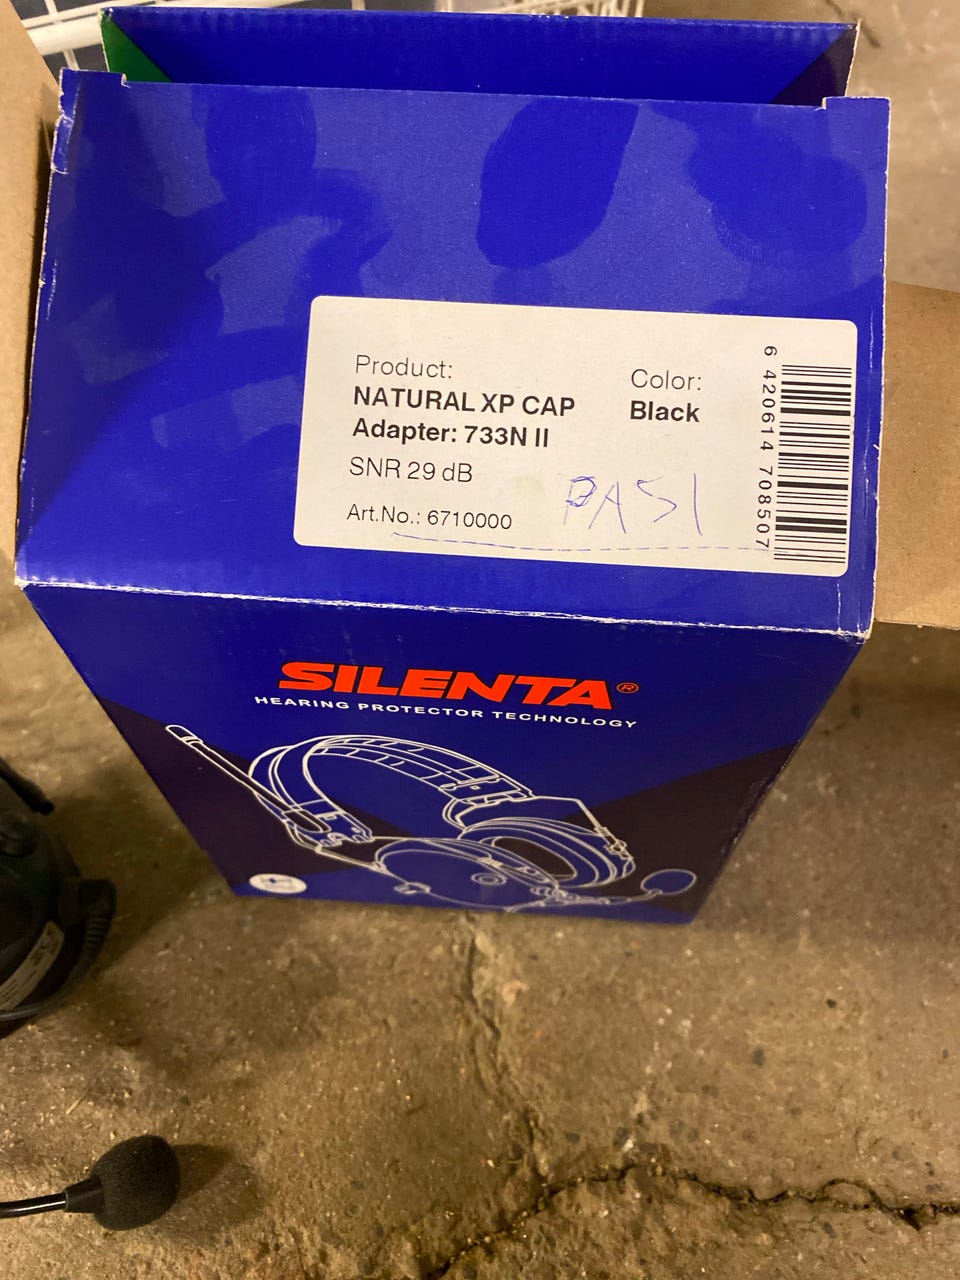 Product:
NATURAL XP CAP
Adapter: 733N II
SNR 29 dB
Art.No.: 6710000
Color:
Black
PASI
6 420614 708507
SILENTA®
HEARING PROTECTOR TECHNOLOGY